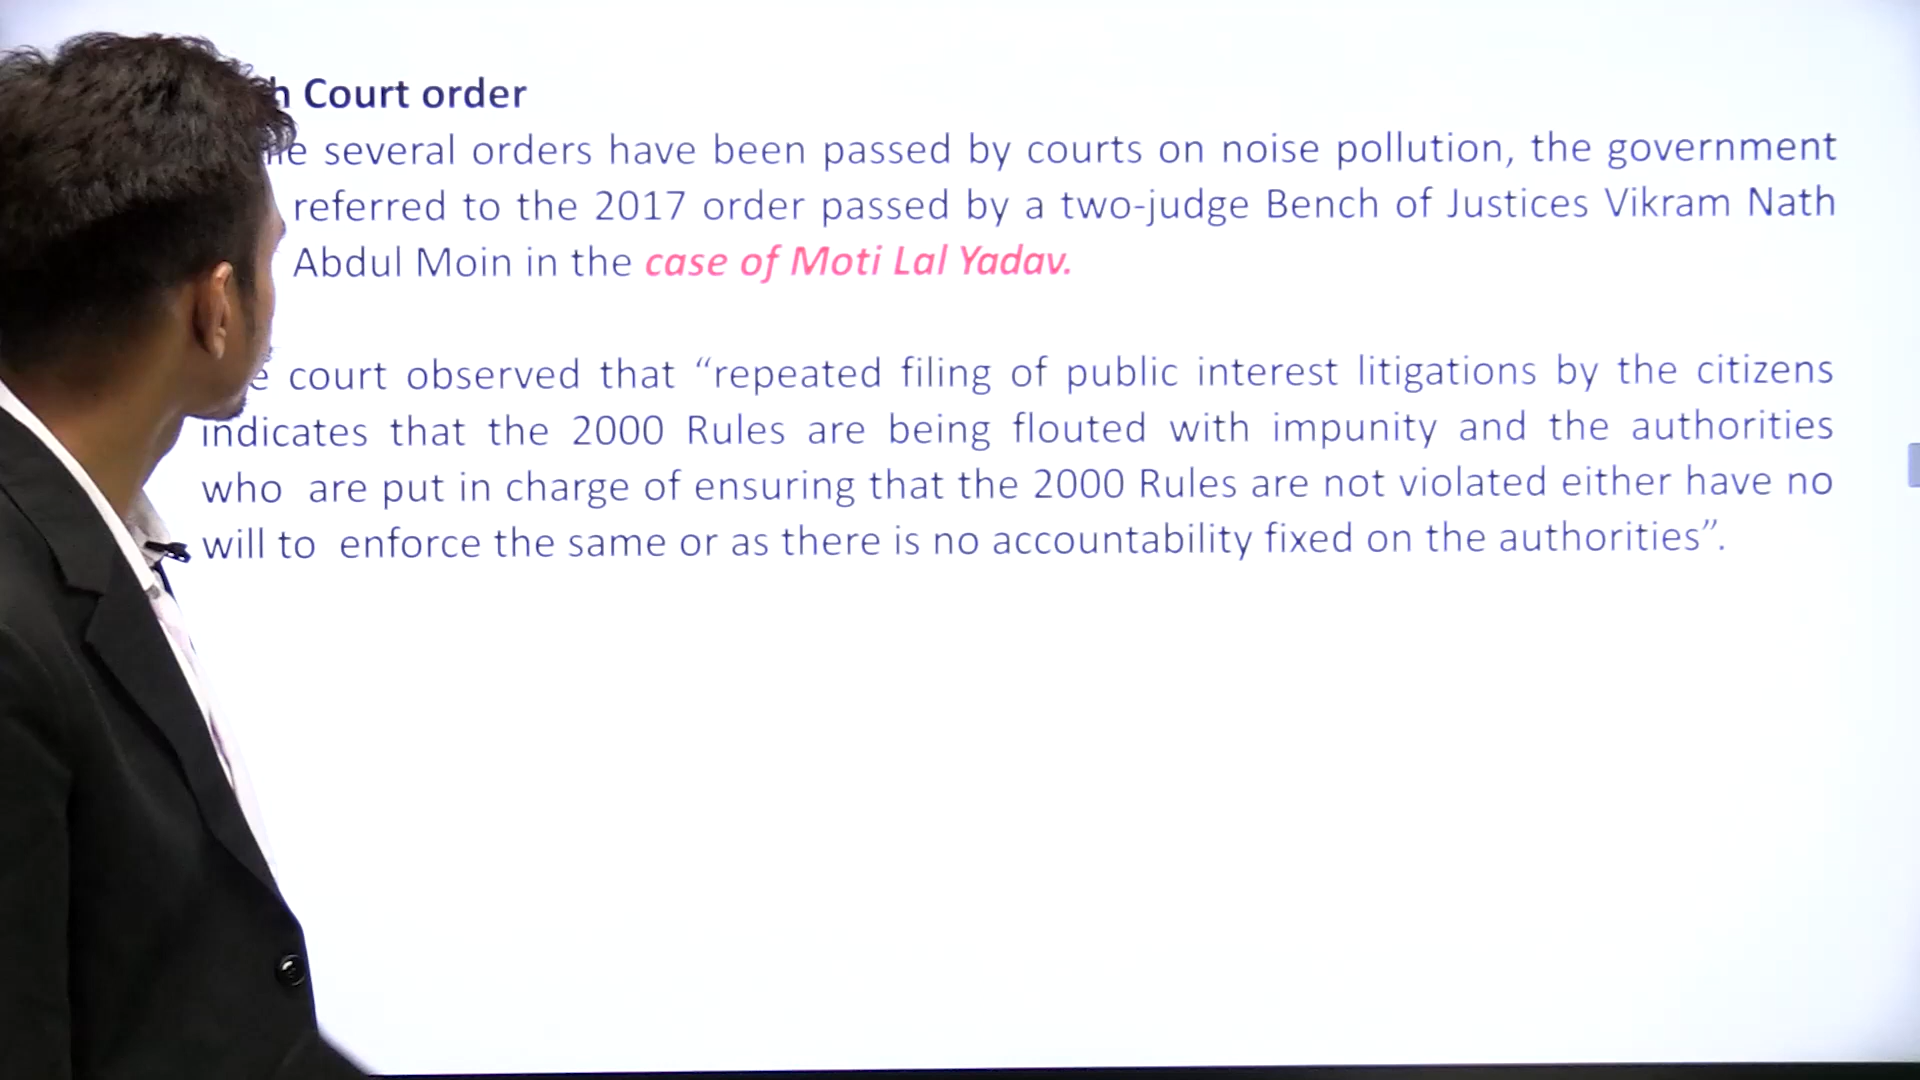 Court order
several orders have been passed by courts on noise pollution, the government
referred to the 2017 order passed by a two-judge Bench of Justices Vikram Nath
Abdul Moin in the case of Moti Lal Yadav.
court observed that “repeated filing of public interest litigations by the citizens
indicates that the 2000 Rules are being flouted with impunity and the authorities
who are put in charge of ensuring that the 2000 Rules are not violated either have no
will to enforce the same or as there is no accountability fixed on the authorities”.